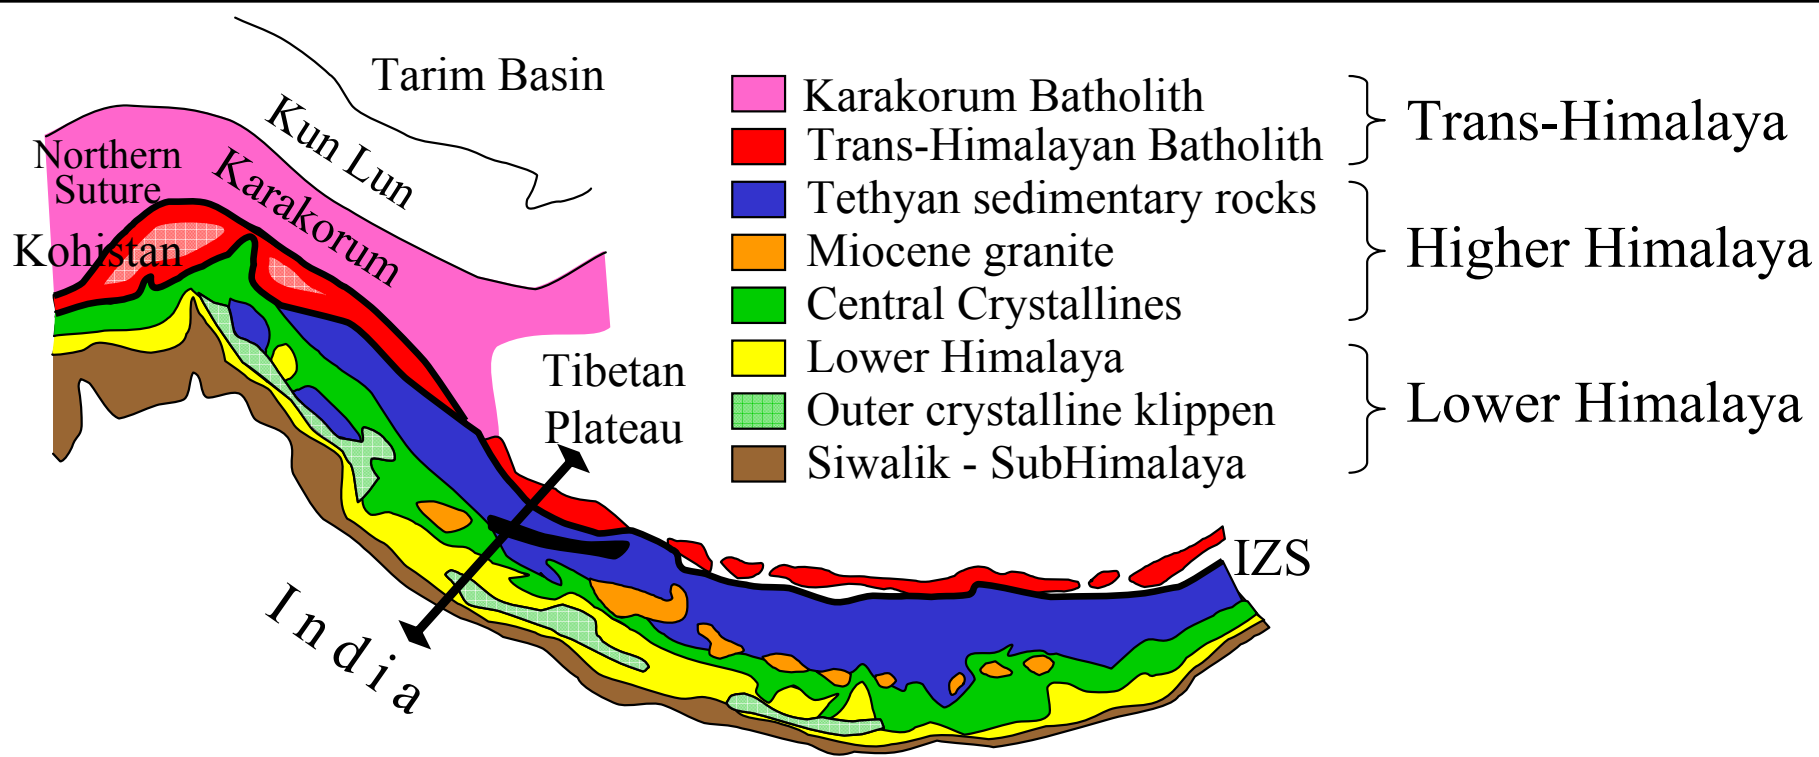 Tarim Basin
Kun Lun
Northern
Suture
Karakorum
Kohistan
Tibetan
Plateau
India
IZS
Karakorum Batholith
Trans-Himalayan Batholith
Tethyan sedimentary rocks
Miocene granite
Central Crystallines
Lower Himalaya
Outer crystalline klippen
Siwalik - SubHimalaya
Trans-Himalaya
Higher Himalaya
Lower Himalaya